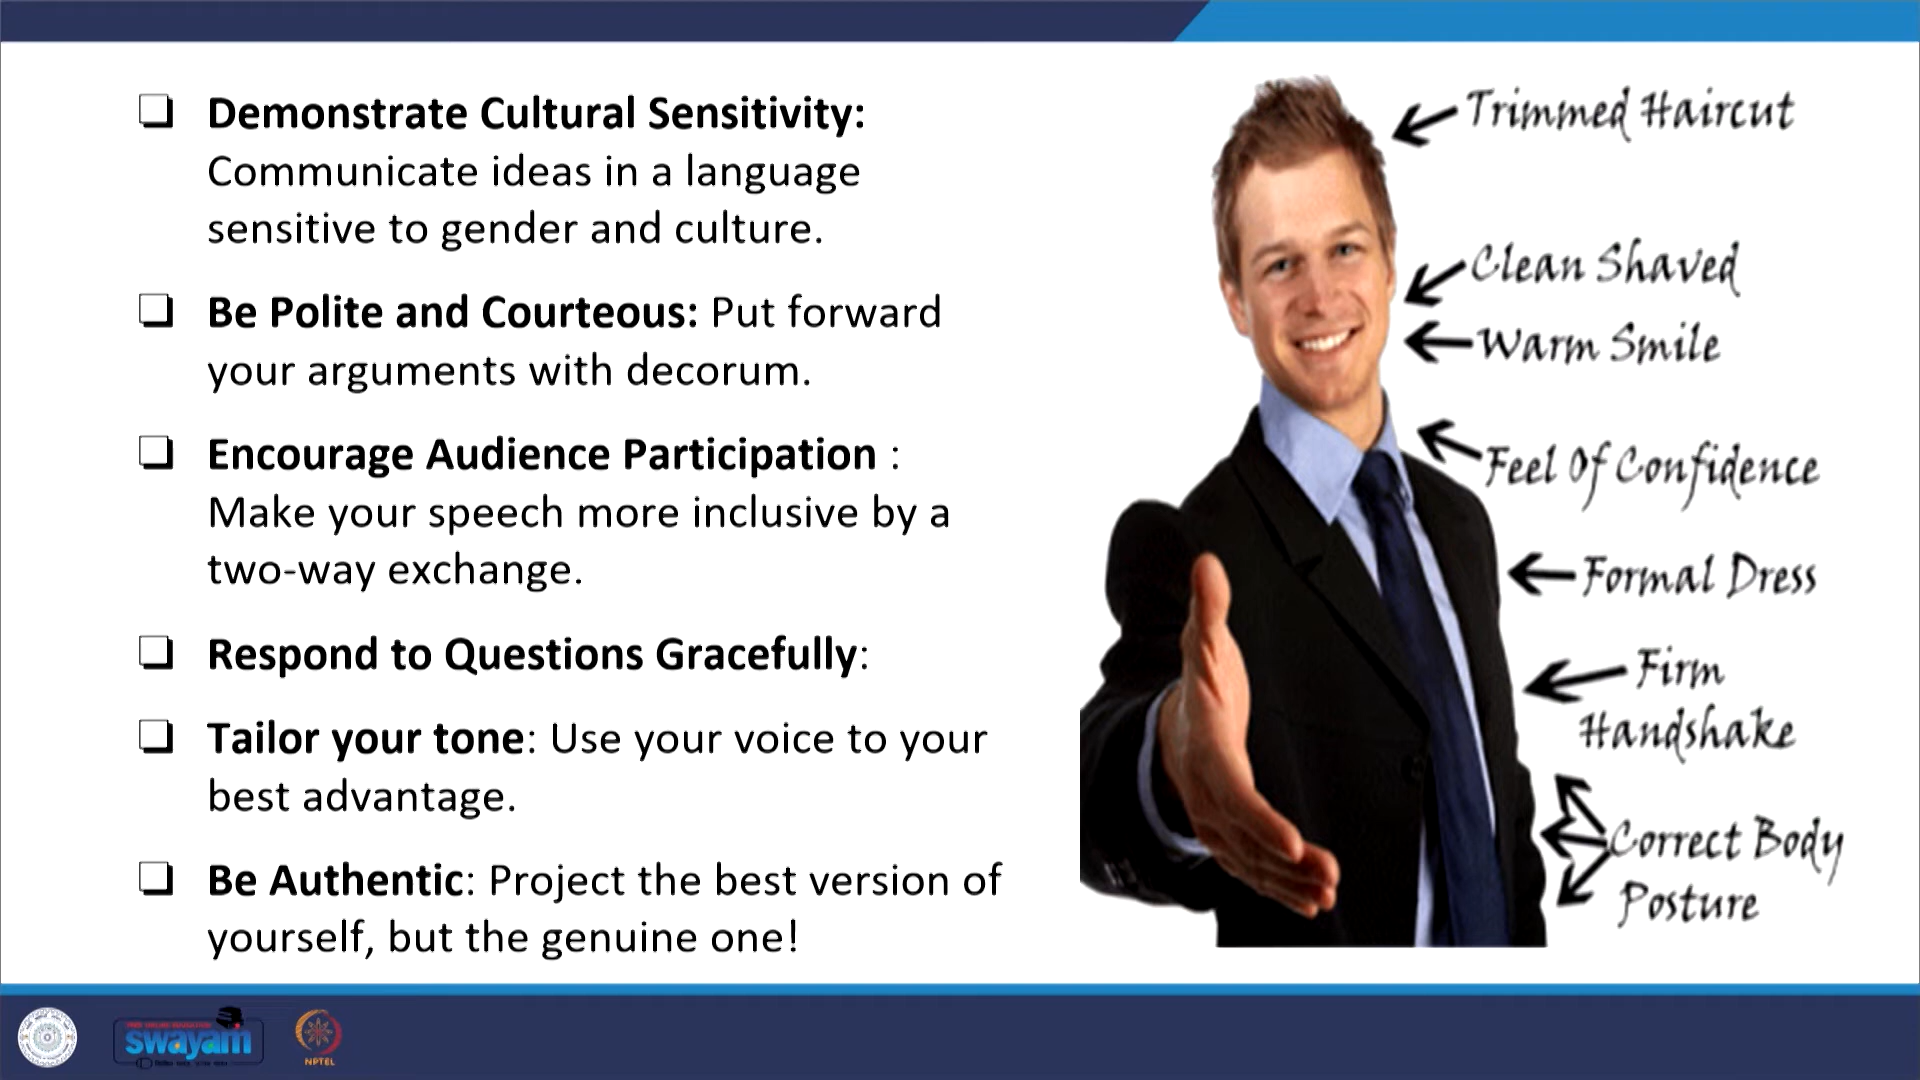 ❏ Demonstrate Cultural Sensitivity:
Communicate ideas in a language
sensitive to gender and culture.
❏ Be Polite and Courteous: Put forward
your arguments with decorum.
❏ Encourage Audience Participation :
Make your speech more inclusive by a
two-way exchange.
❏ Respond to Questions Gracefully:
❏ Tailor your tone: Use your voice to your
best advantage.
❏ Be Authentic: Project the best version of
yourself, but the genuine one!
Trimmed Haircut
Clean Shaved
Warm Smile
Feel Of Confidence
Formal Dress
Firm
Handshake
Correct Body
Posture
swayam
NPTEL